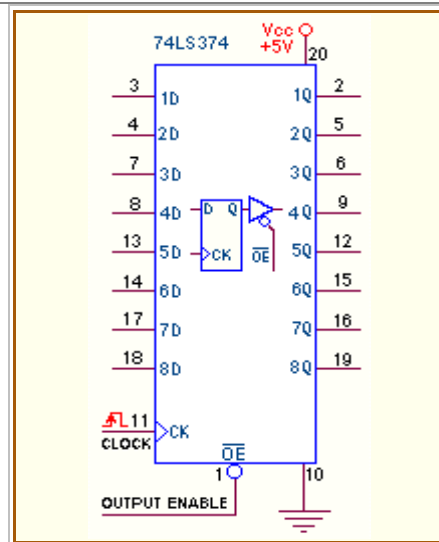 74LS374
Vcc
+5V
20
3 1D 1Q 2
4 2D 2Q 5
7 3D 3Q 6
8 4D D Q 4Q 9
13 5D CK OE 5Q 12
14 6D 6Q 15
17 7D 7Q 16
18 8D 8Q 19
11 CK
CLOCK
OE
1 10
OUTPUT ENABLE